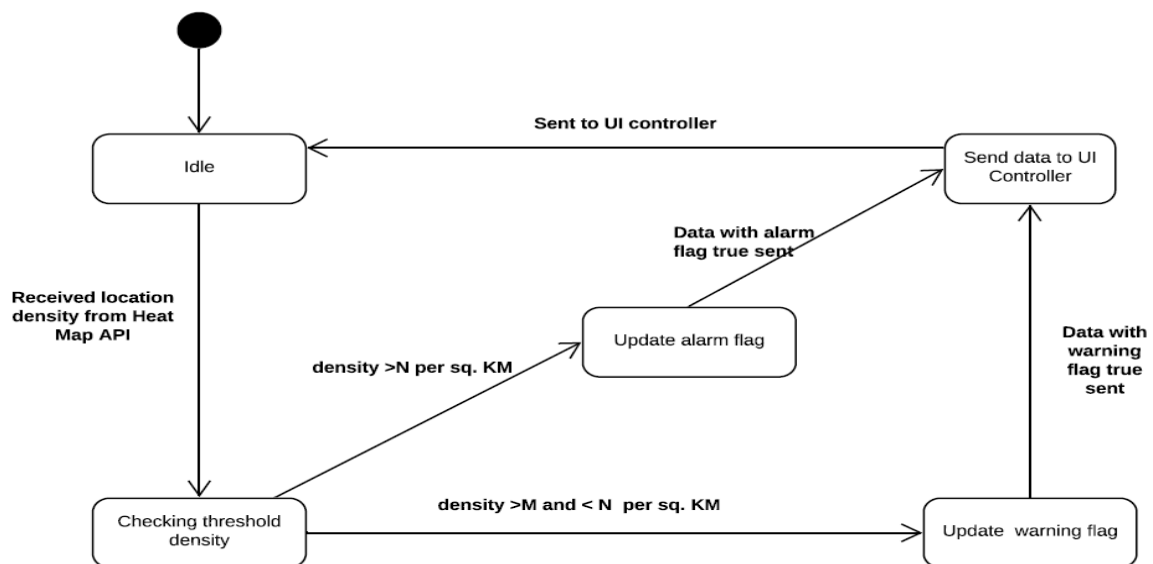 Sent to UI controller
Idle
Send data to UI
Controller
Data with alarm
flag true sent
Received location
density from Heat
Map API
Update alarm flag
Data with
warning
flag true
sent
density >N per sq. KM
density >M and < N  per sq. KM
Checking threshold
density
Update  warning flag